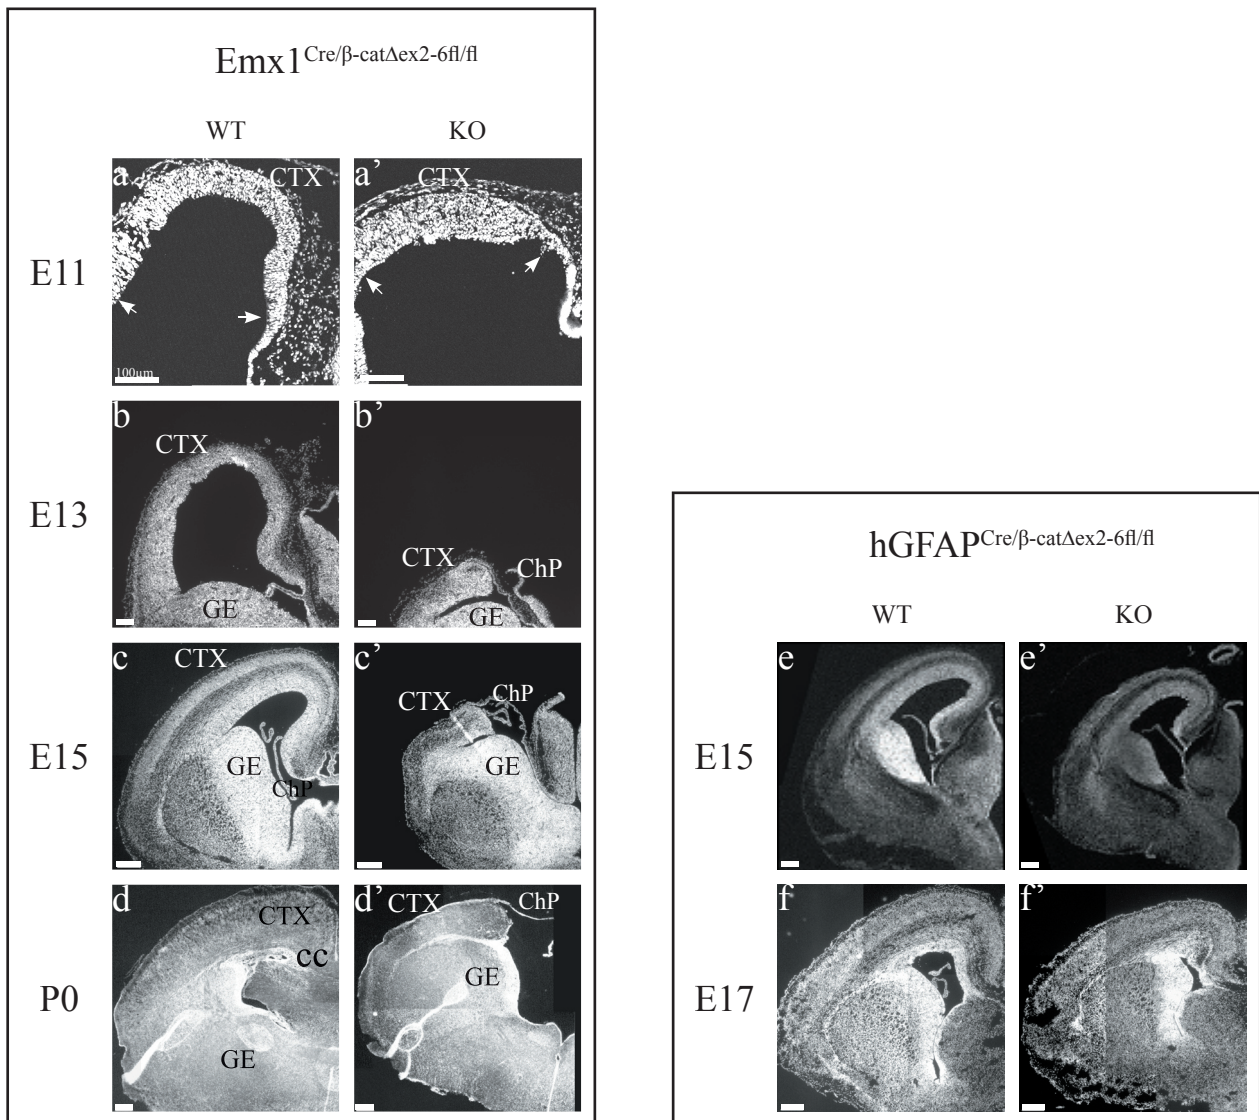 Emx1Cre/β-catΔex2-6fl/fl
WT KO
E11
a CTX
100µm
a’ CTX
E13
b CTX GE
b’ CTX ChP GE
E15
c CTX GE ChP
c’ CTX ChP GE
P0
d CTX cc GE
d’ CTX ChP GE
hGFAPCre/β-catΔex2-6fl/fl
WT KO
E15
e e’
E17
f f’